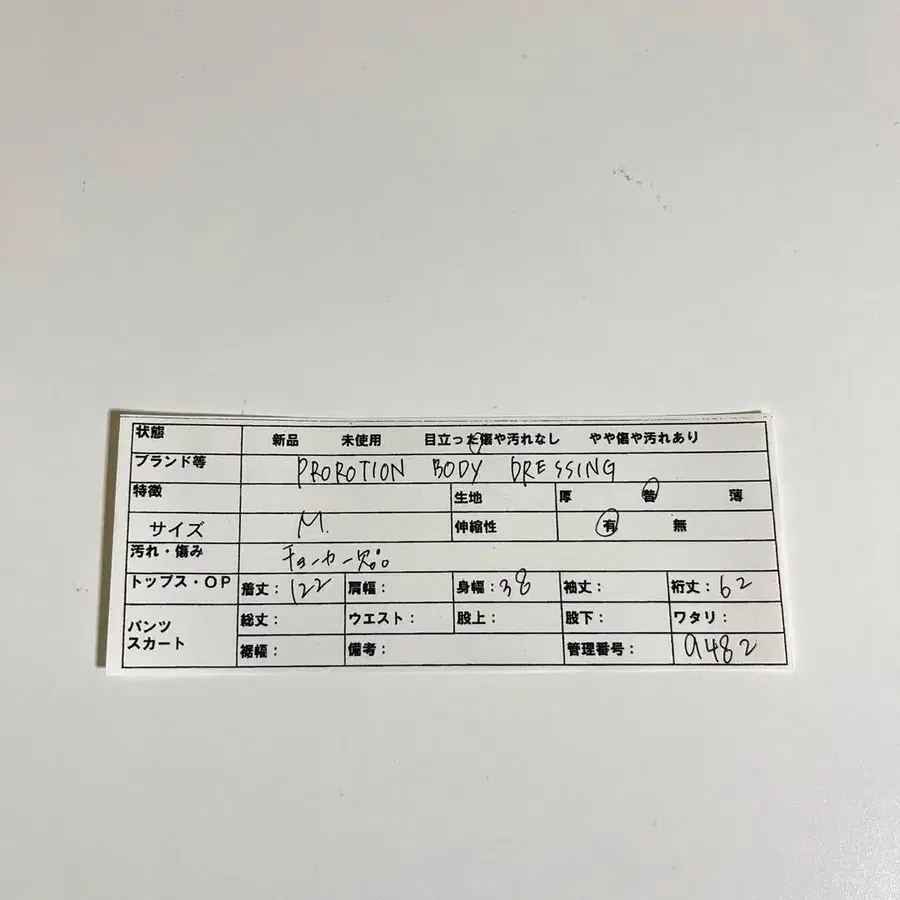 状態 新品 未使用 目立った傷や汚れなし やや傷や汚れあり
ブランド等 PROROTION BODY DRESSING
特徴 生地 厚 普 薄
サイズ M. 伸縮性 有 無
汚れ・傷み チョーカー欠品
トップス・OP 着丈：122 肩幅： 身幅：38 袖丈： 裄丈：62
パンツ スカート 総丈： ウエスト： 股上： 股下： ワタリ：
裾幅： 備考： 管理番号： 9482